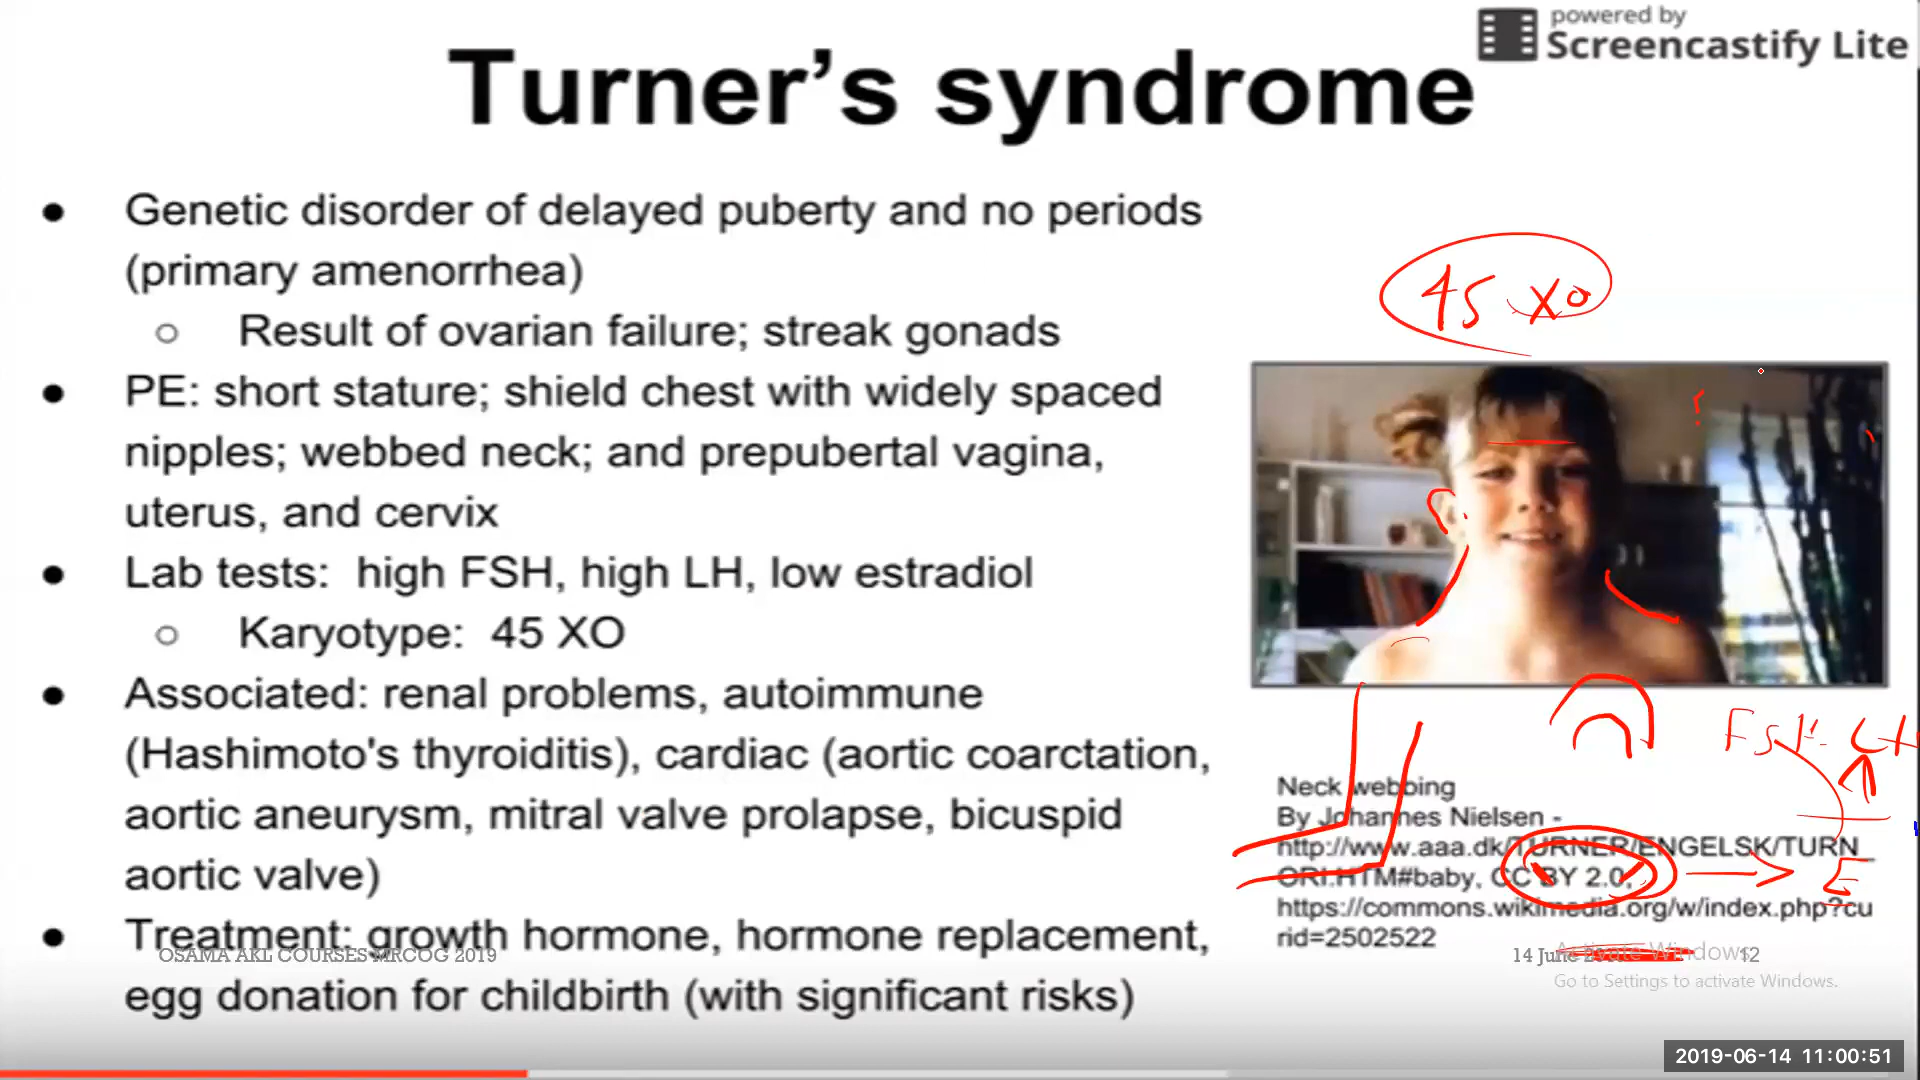 powered by
Screencastify Lite
Turner’s syndrome
● Genetic disorder of delayed puberty and no periods
(primary amenorrhea)
○ Result of ovarian failure; streak gonads
● PE: short stature; shield chest with widely spaced
nipples; webbed neck; and prepubertal vagina,
uterus, and cervix
● Lab tests: high FSH, high LH, low estradiol
○ Karyotype: 45 XO
● Associated: renal problems, autoimmune
(Hashimoto's thyroiditis), cardiac (aortic coarctation,
aortic aneurysm, mitral valve prolapse, bicuspid
aortic valve)
● Treatment: growth hormone, hormone replacement,
egg donation for childbirth (with significant risks)
OSAMA AKL COURSES MRCOG 2019
45 XO
FSH LH
E
Neck webbing
By Johannes Nielsen -
http://www.aaa.dk/TURNER/ENGELSK/TURN_
ORI.HTM#baby, CC BY 2.0,
https://commons.wikimedia.org/w/index.php?cu
rid=2502522
14 June
12
Activate Windows
Go to Settings to activate Windows.
2019-06-14 11:00:51